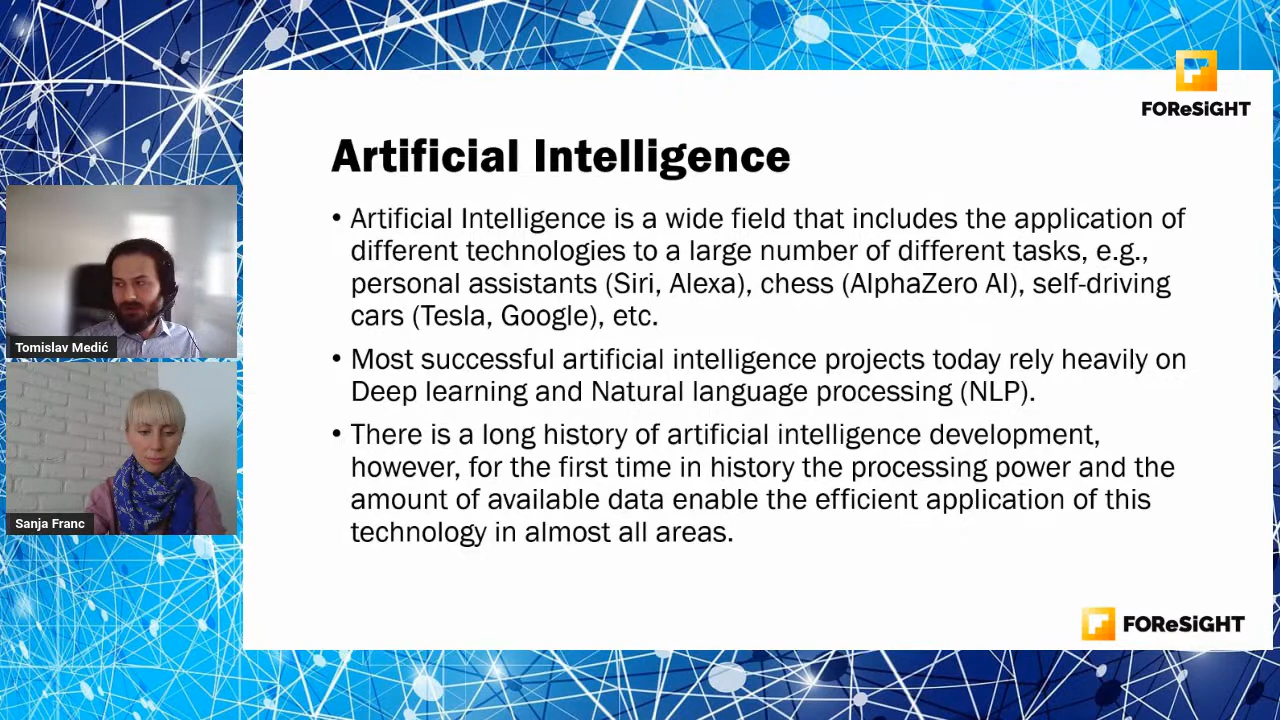 FOReSiGHT
Artificial Intelligence
• Artificial Intelligence is a wide field that includes the application of
different technologies to a large number of different tasks, e.g.,
personal assistants (Siri, Alexa), chess (AlphaZero AI), self-driving
cars (Tesla, Google), etc.
• Most successful artificial intelligence projects today rely heavily on
Deep learning and Natural language processing (NLP).
• There is a long history of artificial intelligence development,
however, for the first time in history the processing power and the
amount of available data enable the efficient application of this
technology in almost all areas.
Tomislav Medić
Sanja Franc
FOReSiGHT